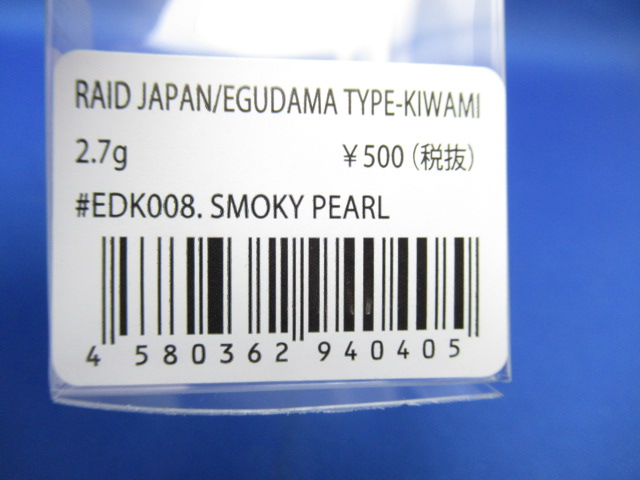 RAID JAPAN/EGUDAMA TYPE-KIWAMI
2.7g ￥500（税抜）
#EDK008. SMOKY PEARL
4 580362 940405